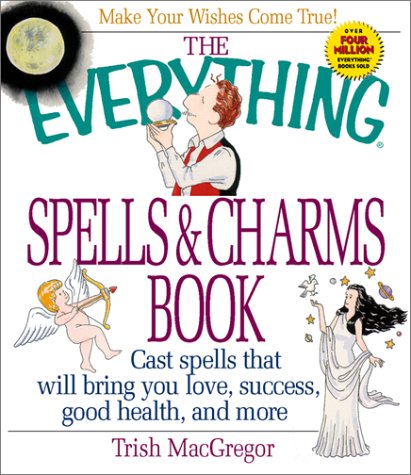 Make Your Wishes Come True!
THE
OVER
FOUR
MILLION
EVERYTHING®
BOOKS SOLD
EVERYTHING®
SPELLS & CHARMS
BOOK
Cast spells that
will bring you love, success,
good health, and more
Trish MacGregor